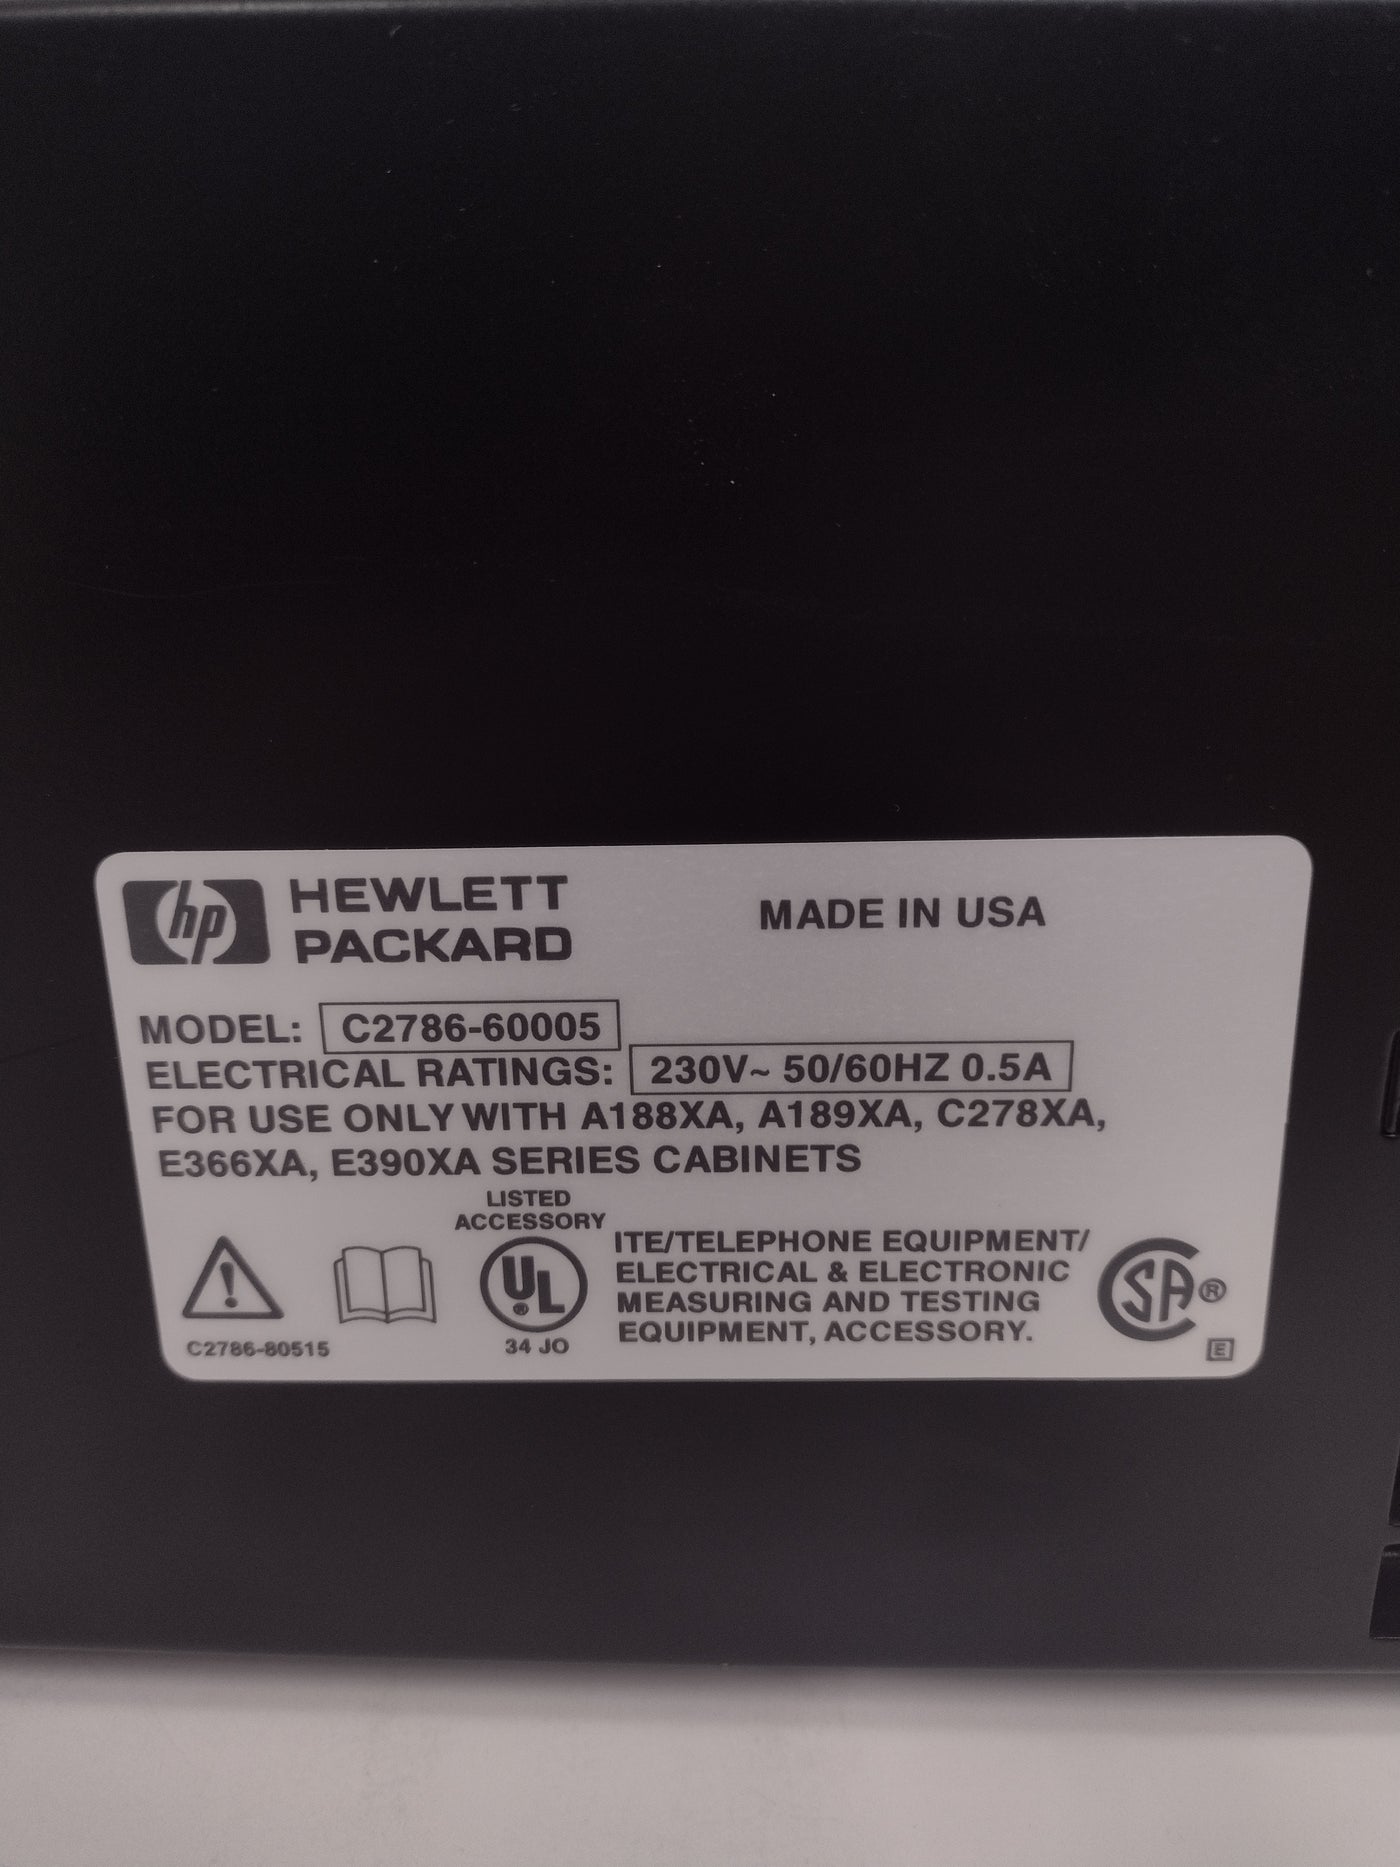 hp HEWLETT
PACKARD
MADE IN USA
MODEL: C2786-60005
ELECTRICAL RATINGS: 230V~ 50/60HZ 0.5A
FOR USE ONLY WITH A188XA, A189XA, C278XA,
E366XA, E390XA SERIES CABINETS
LISTED
ACCESSORY
UL ®
34 JO
ITE/TELEPHONE EQUIPMENT/
ELECTRICAL & ELECTRONIC
MEASURING AND TESTING
EQUIPMENT, ACCESSORY.
CSA®
C2786-80515
E